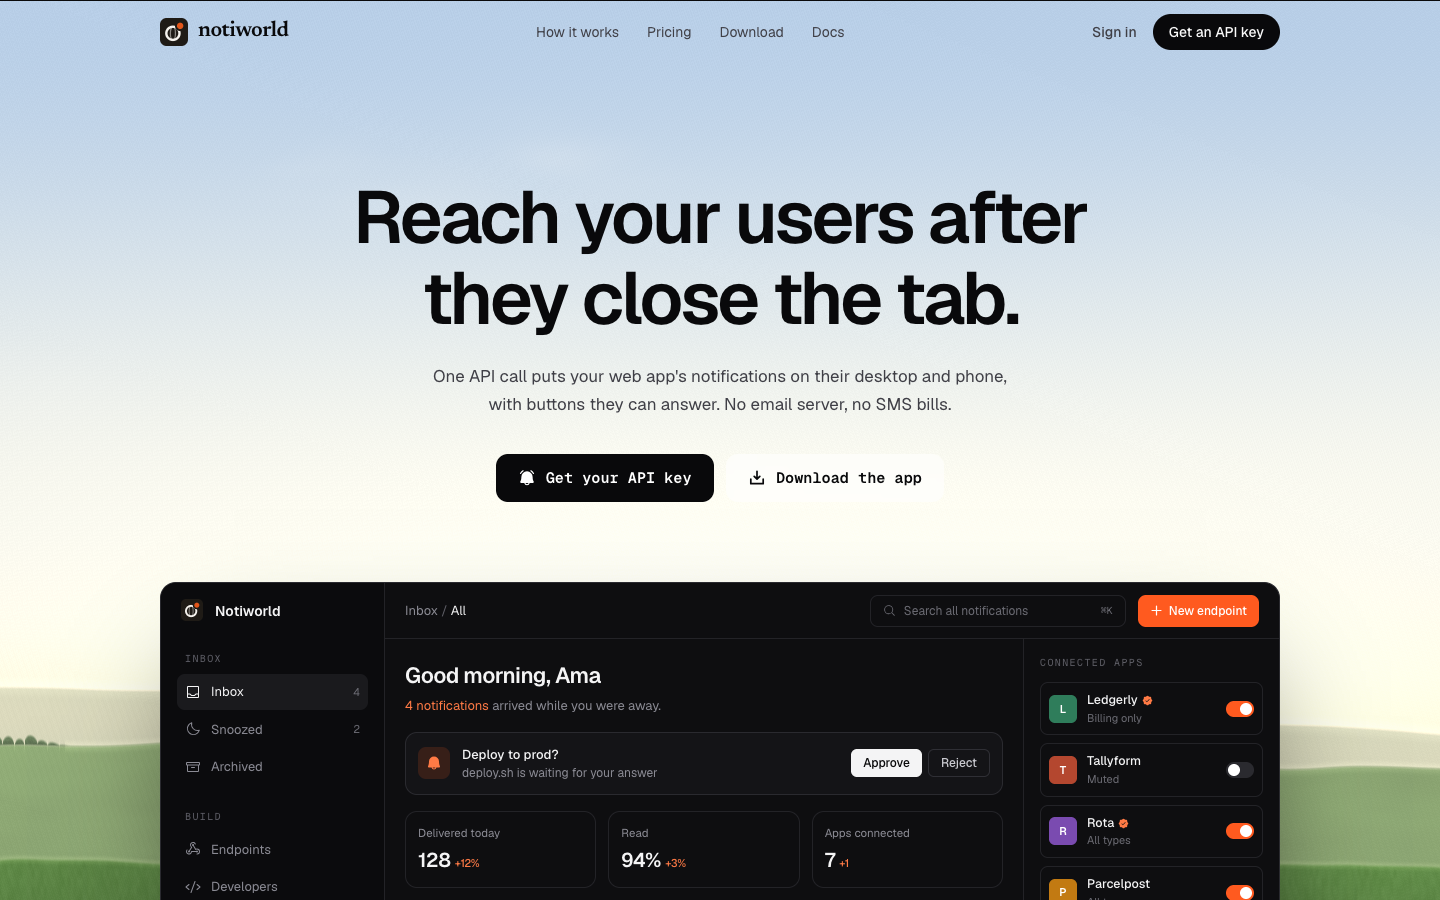 notiworld
How it works
Pricing
Download
Docs
Sign in
Get an API key
Reach your users after
they close the tab.
One API call puts your web app's notifications on their desktop and phone,
with buttons they can answer. No email server, no SMS bills.
Get your API key
Download the app
Notiworld
Inbox / All
Search all notifications
⌘K
New endpoint
INBOX
Inbox 4
Snoozed 2
Archived
BUILD
Endpoints
Developers
Good morning, Ama
4 notifications arrived while you were away.
Deploy to prod?
deploy.sh is waiting for your answer
Approve
Reject
Delivered today
128 +12%
Read
94% +3%
Apps connected
7 +1
CONNECTED APPS
L
Ledgerly
Billing only
T
Tallyform
Muted
R
Rota
All types
P
Parcelpost